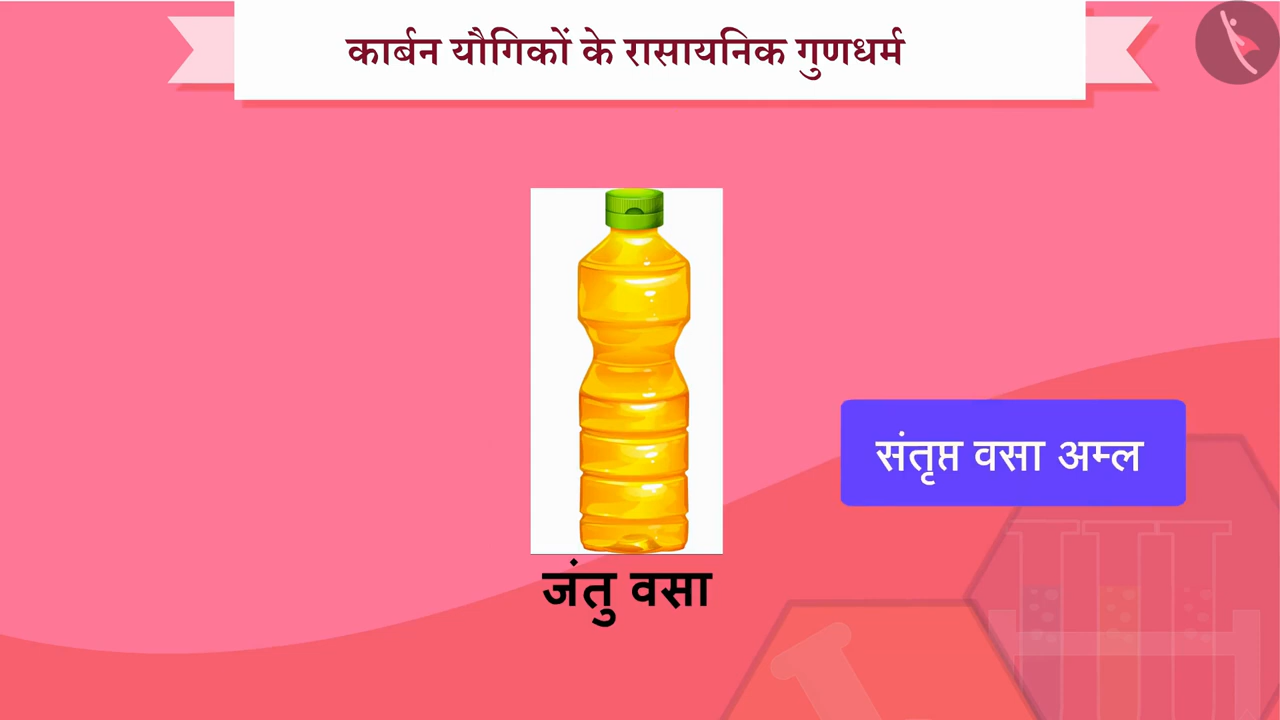 कार्बन यौगिकों के रासायनिक गुणधर्म
संतृप्त वसा अम्ल
जंतु वसा